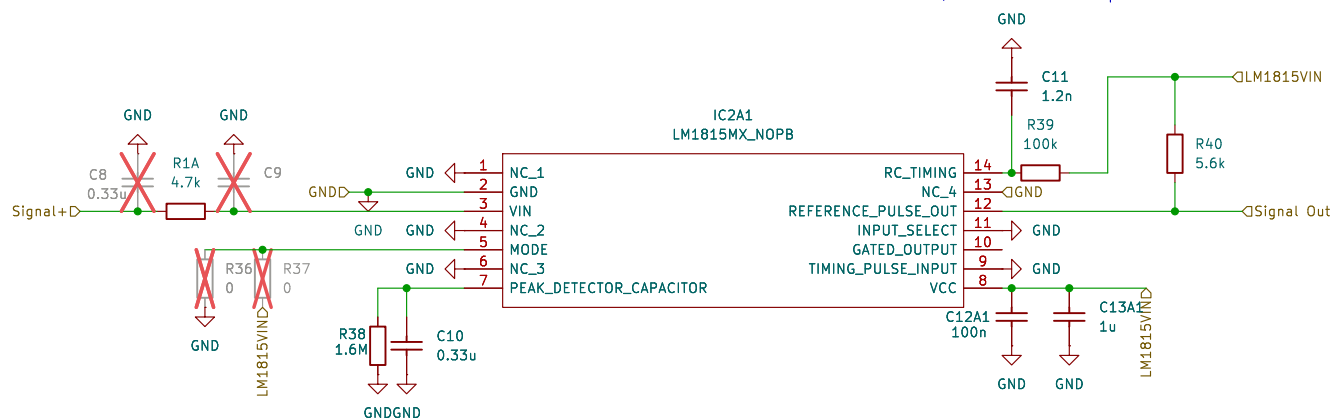 GND
C11
1.2n
LM1815VIN
IC2A1
LM1815MX_NOPB
GND
GND
R39
100k
R1A
4.7k
C8
0.33u
C9
R40
5.6k
GND
1
NC_1
RC_TIMING
14
GND
2
GND
NC_4
13
GND
Signal+
3
VIN
REFERENCE_PULSE_OUT
12
Signal Out
GND
GND
4
NC_2
INPUT_SELECT
11
GND
5
MODE
GATED_OUTPUT
10
R36
0
R37
0
GND
6
NC_3
TIMING_PULSE_INPUT
9
GND
7
PEAK_DETECTOR_CAPACITOR
VCC
8
GND
LM1815VIN
R38
1.6M
C10
0.33u
C12A1
100n
C13A1
1u
LM1815VIN
GND
GND
GND
GND